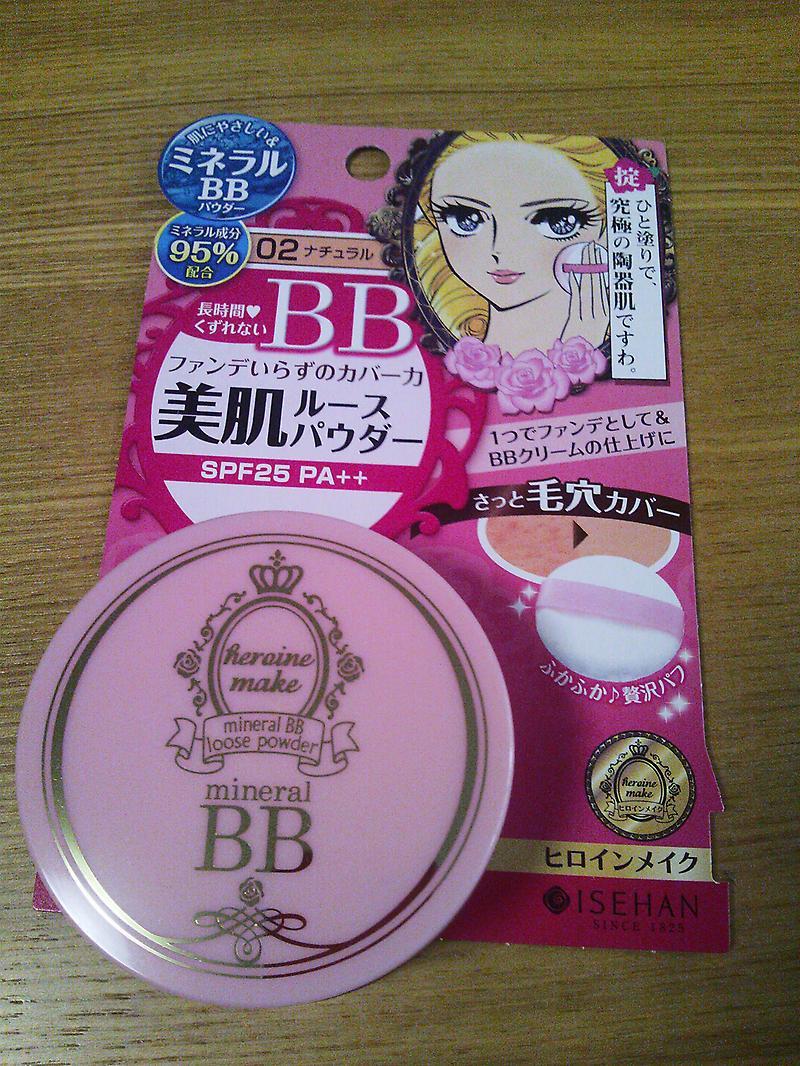 肌にやさしい&
ミネラル
BB
パウダー
ミネラル成分
95%
配合
02 ナチュラル
掟
ひと塗りで、
究極の陶器肌ですわ。
長時間♥
くずれない
BB
ファンデいらずのカバー力
美肌ルース
パウダー
SPF25 PA++
1つでファンデとして&
BBクリームの仕上げに
さっと毛穴カバー
ふかふか♪贅沢パフ
heroine
make
mineral BB
loose powder
mineral
BB
heroine
make
ヒロインメイク
ヒロインメイク
ISEHAN
SINCE 1825